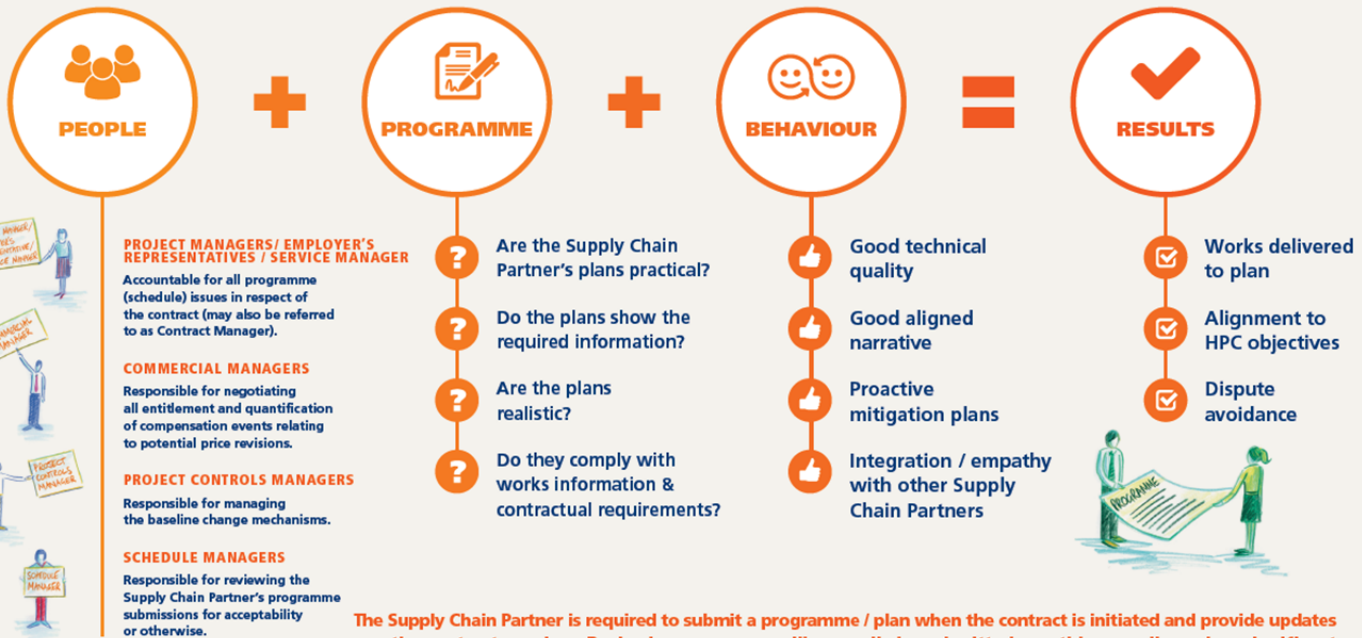 PEOPLE
PROGRAMME
BEHAVIOUR
RESULTS
MANAGER/
PROJECT MANAGERS/ EMPLOYER'S
REPRESENTATIVES / SERVICE MANAGER
Accountable for all programme
(schedule) issues in respect of
the contract (may also be referred
to as Contract Manager).
MANAGER
COMMERCIAL MANAGERS
Responsible for negotiating
all entitlement and quantification
of compensation events relating
to potential price revisions.
PROJECT
CONTROLS
MANAGER
PROJECT CONTROLS MANAGERS
Responsible for managing
the baseline change mechanisms.
SCHEDULE
MANAGER
SCHEDULE MANAGERS
Responsible for reviewing the
Supply Chain Partner's programme
submissions for acceptability
or otherwise.
Are the Supply Chain
Partner's plans practical?
Do the plans show the
required information?
Are the plans
realistic?
Do they comply with
works information &
contractual requirements?
Good technical
quality
Good aligned
narrative
Proactive
mitigation plans
Integration / empathy
with other Supply
Chain Partners
Works delivered
to plan
Alignment to
HPC objectives
Dispute
avoidance
PROGRAMME
The Supply Chain Partner is required to submit a programme / plan when the contract is initiated and provide updates